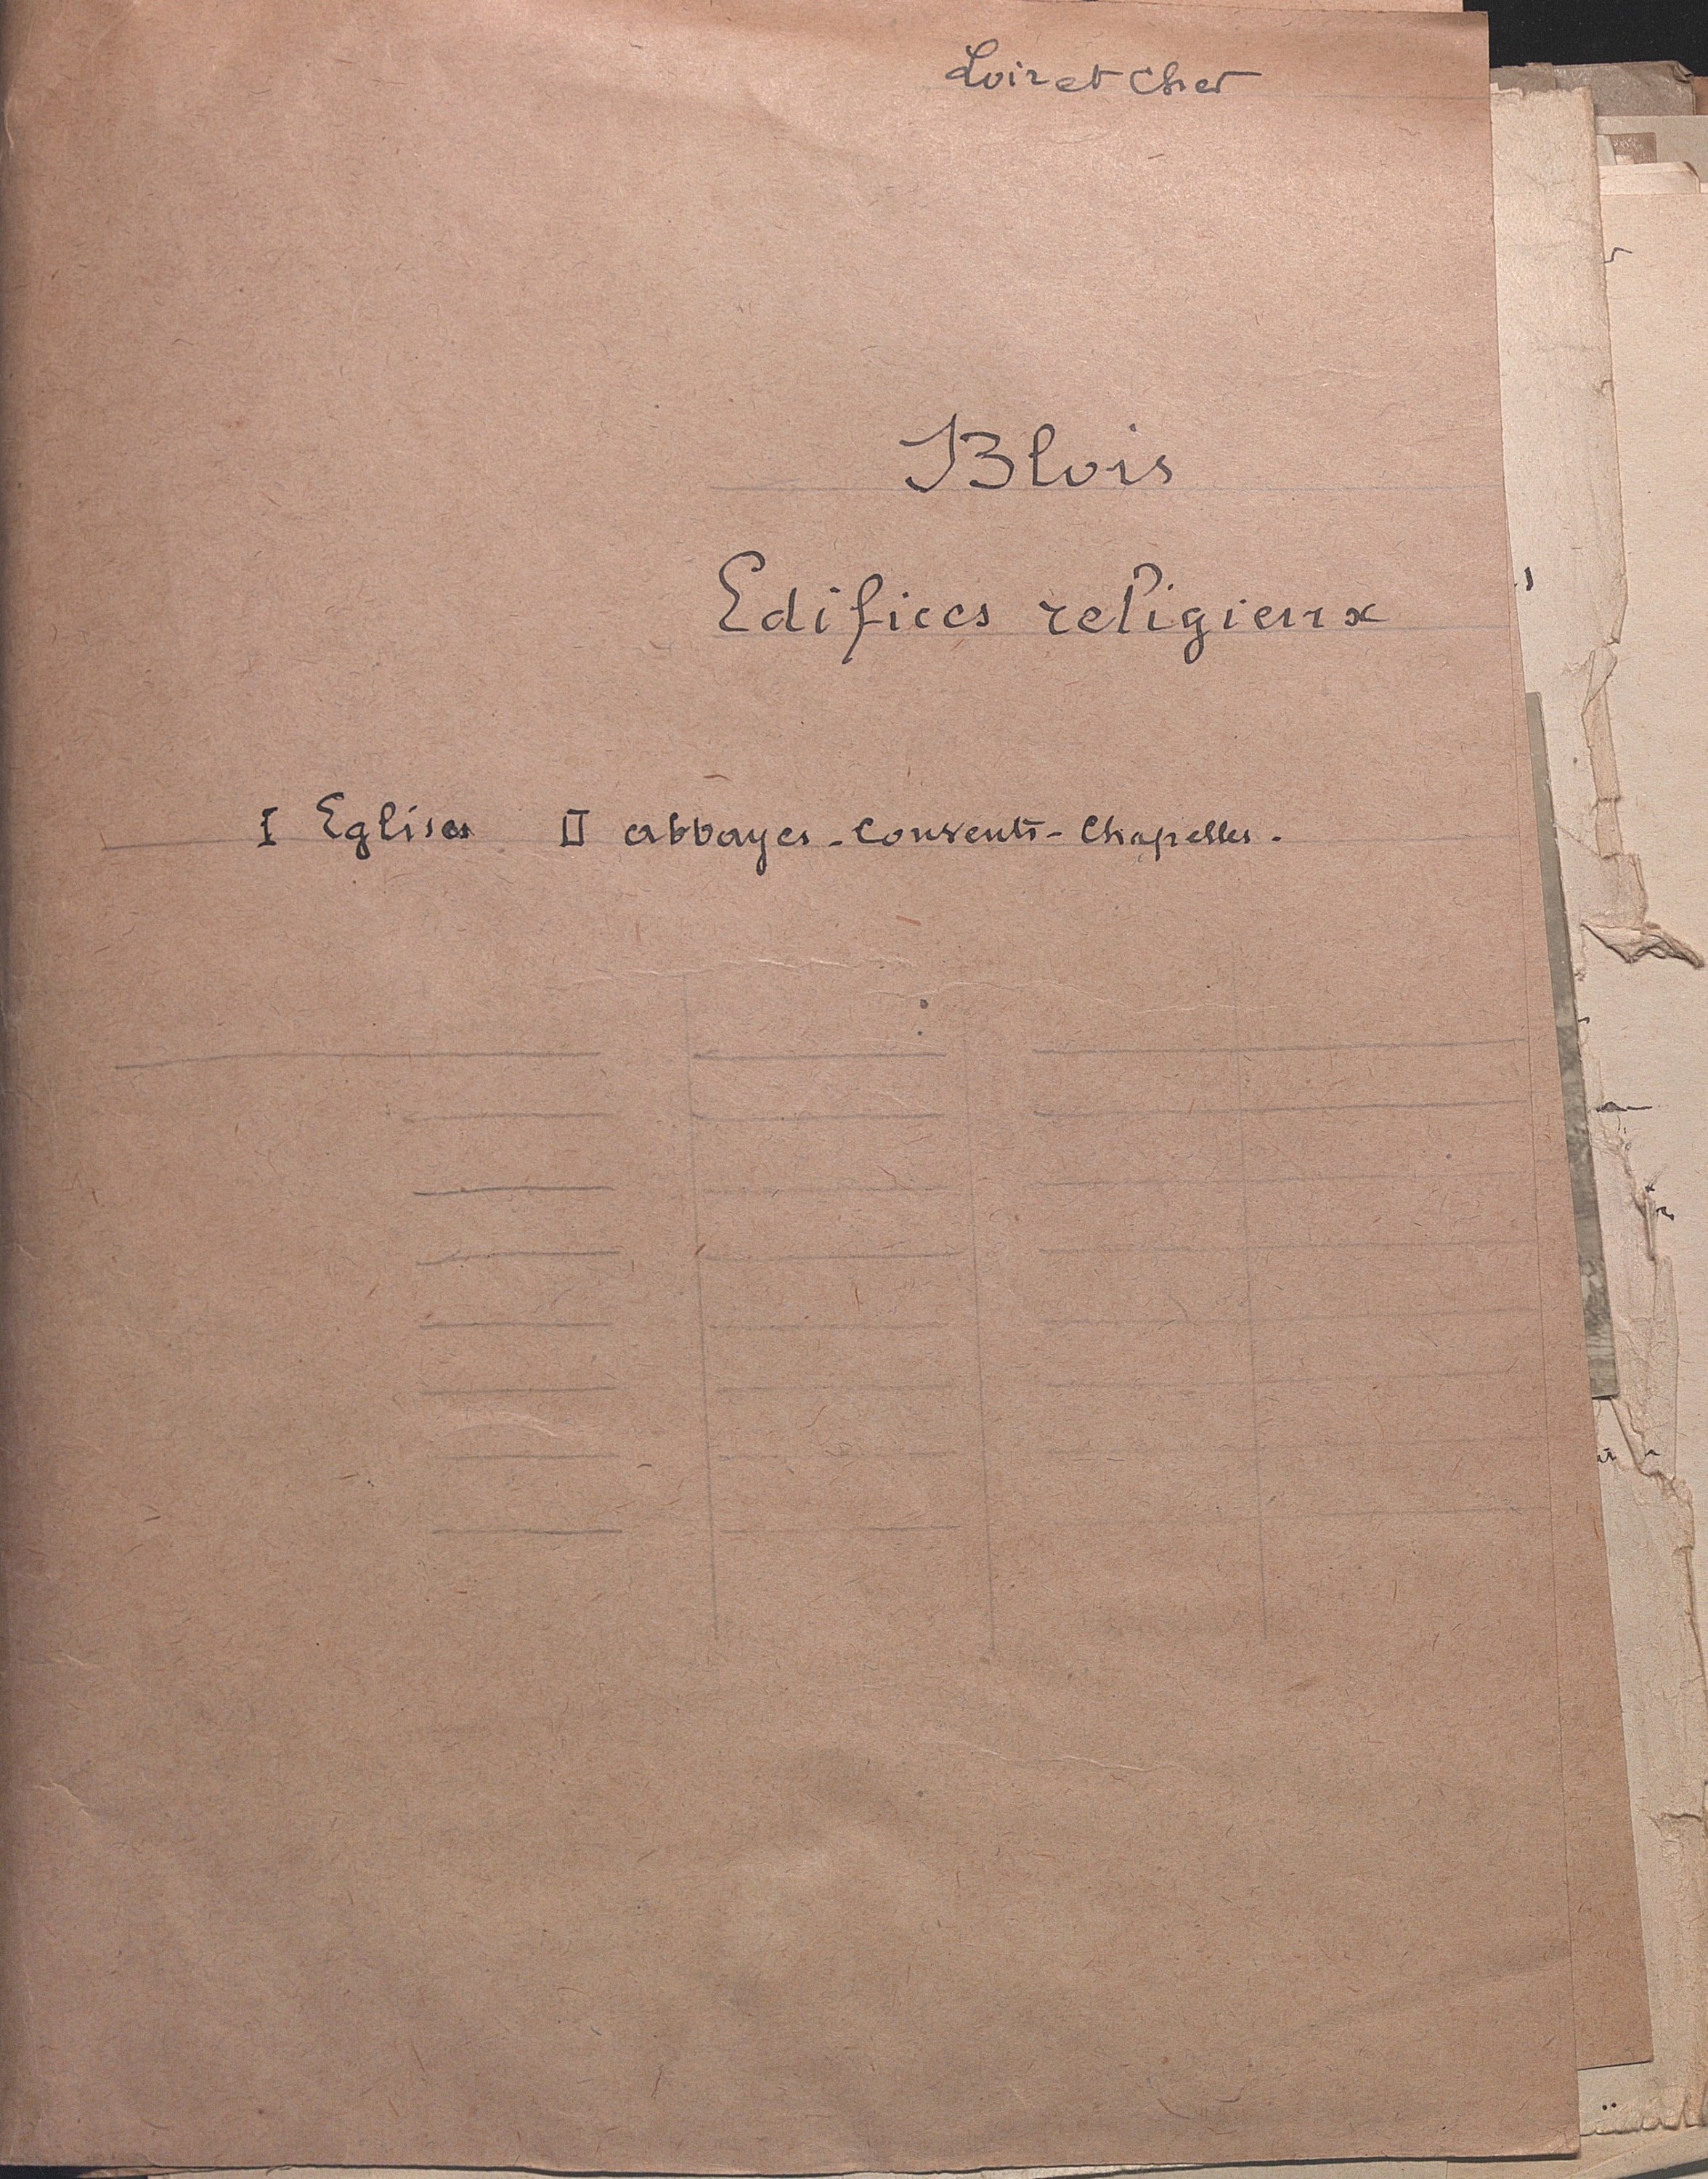 Loir et Cher
Blois
Edifices religieux
I Eglises II abbayes - Couvents - Chapelles.